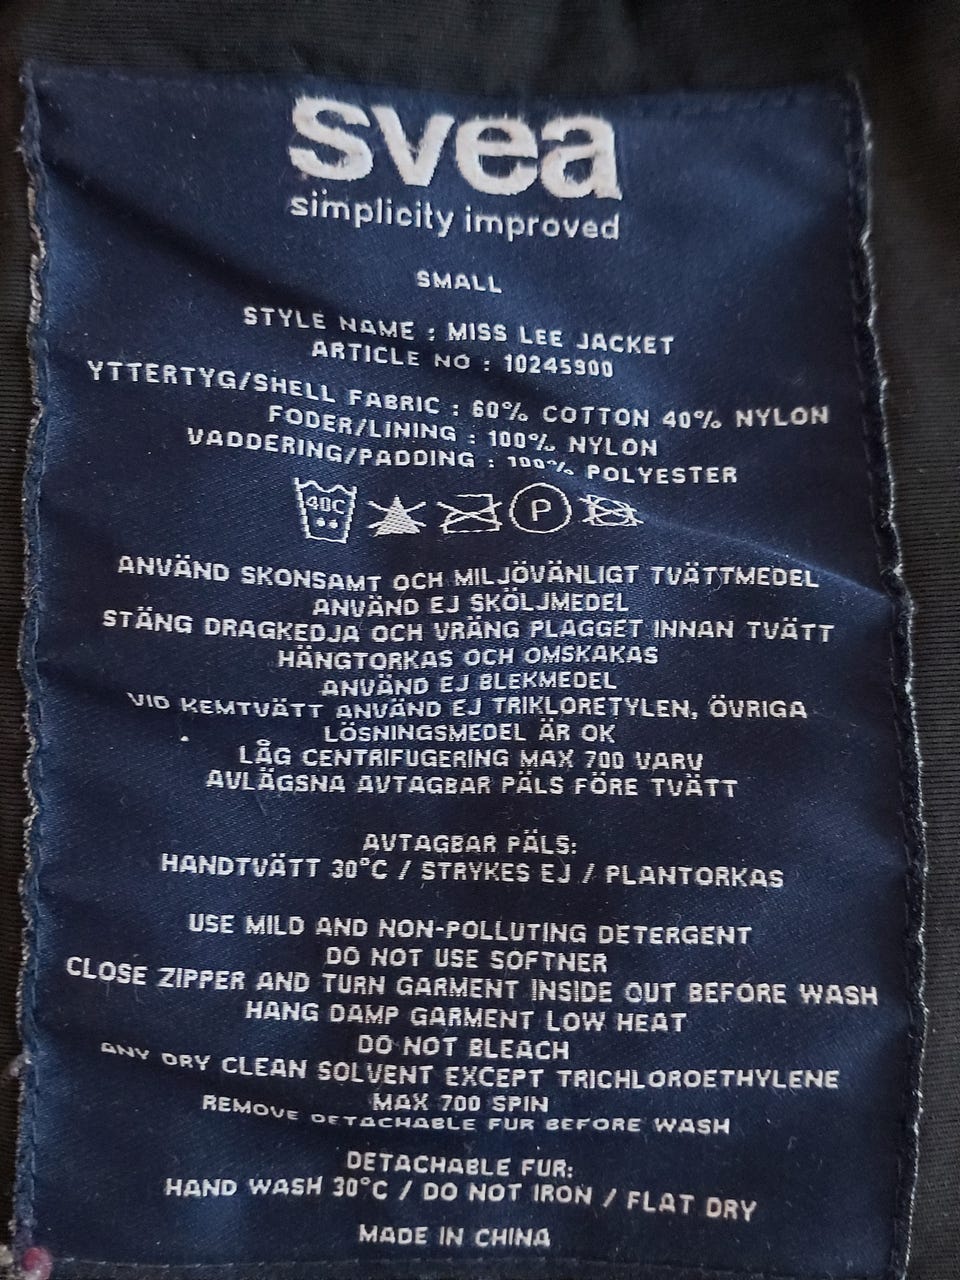 svea
simplicity improved
SMALL
STYLE NAME : MISS LEE JACKET
ARTICLE NO : 10245900
YTTERTYG/SHELL FABRIC : 60% COTTON 40% NYLON
FODER/LINING : 100% NYLON
VADDERING/PADDING : 100% POLYESTER
40C P
ANVÄND SKONSAMT OCH MILJÖVÄNLIGT TVÄTTMEDEL
ANVÄND EJ SKÖLJMEDEL
STÄNG DRAGKEDJA OCH VRÄNG PLAGGET INNAN TVÄTT
HÄNGTORKAS OCH OMSKAKAS
ANVÄND EJ BLEKMEDEL
VID KEMTVÄTT ANVÄND EJ TRIKLORETYLEN, ÖVRIGA
LÖSNINGSMEDEL ÄR OK
LÅG CENTRIFUGERING MAX 700 VARV
AVLÄGSNA AVTAGBAR PÄLS FÖRE TVÄTT
AVTAGBAR PÄLS:
HANDTVÄTT 30°C / STRYKES EJ / PLANTORKAS
USE MILD AND NON-POLLUTING DETERGENT
DO NOT USE SOFTNER
CLOSE ZIPPER AND TURN GARMENT INSIDE OUT BEFORE WASH
HANG DAMP GARMENT LOW HEAT
DO NOT BLEACH
ANY DRY CLEAN SOLVENT EXCEPT TRICHLOROETHYLENE
MAX 700 SPIN
REMOVE DETACHABLE FUR BEFORE WASH
DETACHABLE FUR:
HAND WASH 30°C / DO NOT IRON / FLAT DRY
MADE IN CHINA